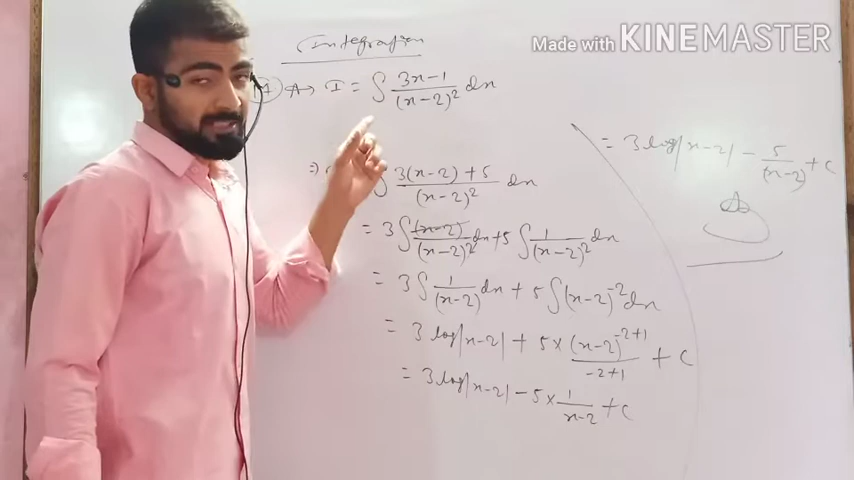 Made with KINEMASTER
Integration
I = ∫ 3x-1/(x-2)² dx
⇒ ∫ 3(x-2)+5/(x-2)² dx
= 3∫ (x-2)/(x-2)² dx + 5∫ 1/(x-2)² dx
= 3∫ 1/(x-2) dx + 5∫(x-2)⁻² dx
= 3 log|x-2| + 5 × (x-2)⁻²⁺¹/-2+1 + C
= 3 log|x-2| - 5 × 1/x-2 + C
= 3 log|x-2| - 5/(x-2) + C